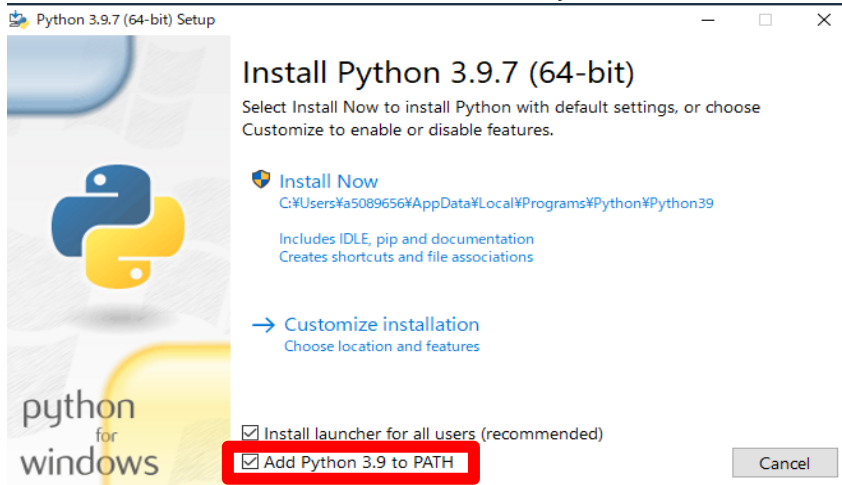 Python 3.9.7 (64-bit) Setup
Install Python 3.9.7 (64-bit)
Select Install Now to install Python with default settings, or choose
Customize to enable or disable features.
Install Now
C:¥Users¥a5089656¥AppData¥Local¥Programs¥Python¥Python39
Includes IDLE, pip and documentation
Creates shortcuts and file associations
→ Customize installation
Choose location and features
python
for
windows
Install launcher for all users (recommended)
Add Python 3.9 to PATH
Cancel